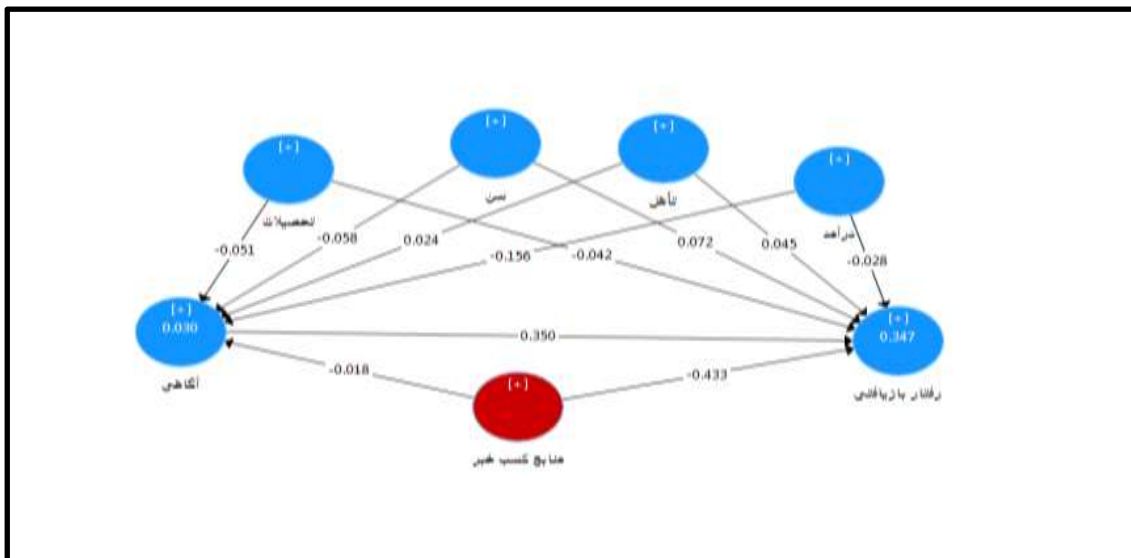 [+]
[+]
[+]
[+]
تحصیلات
سن
تأهل
درآمد
-0.051
-0.058
0.024
-0.156
-0.042
0.072
0.045
-0.028
[+]
0.030
[+]
0.347
0.350
آگاهی
رفتار بازیافتی
-0.018
-0.433
[+]
منابع کسب خبر